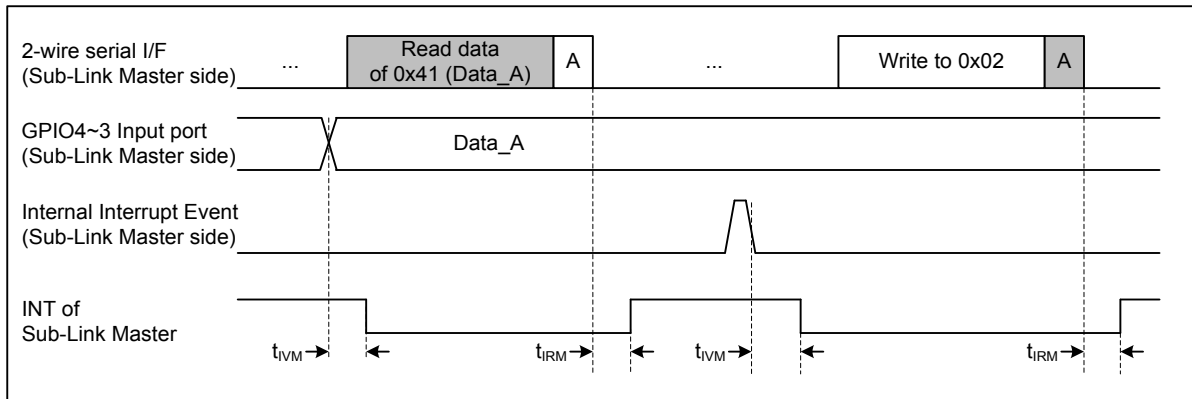 2-wire serial I/F
(Sub-Link Master side)
...
Read data
of 0x41 (Data_A)
A
...
Write to 0x02
A
GPIO4~3 Input port
(Sub-Link Master side)
Data_A
Internal Interrupt Event
(Sub-Link Master side)
INT of
Sub-Link Master
tIVM
tIRM
tIVM
tIRM